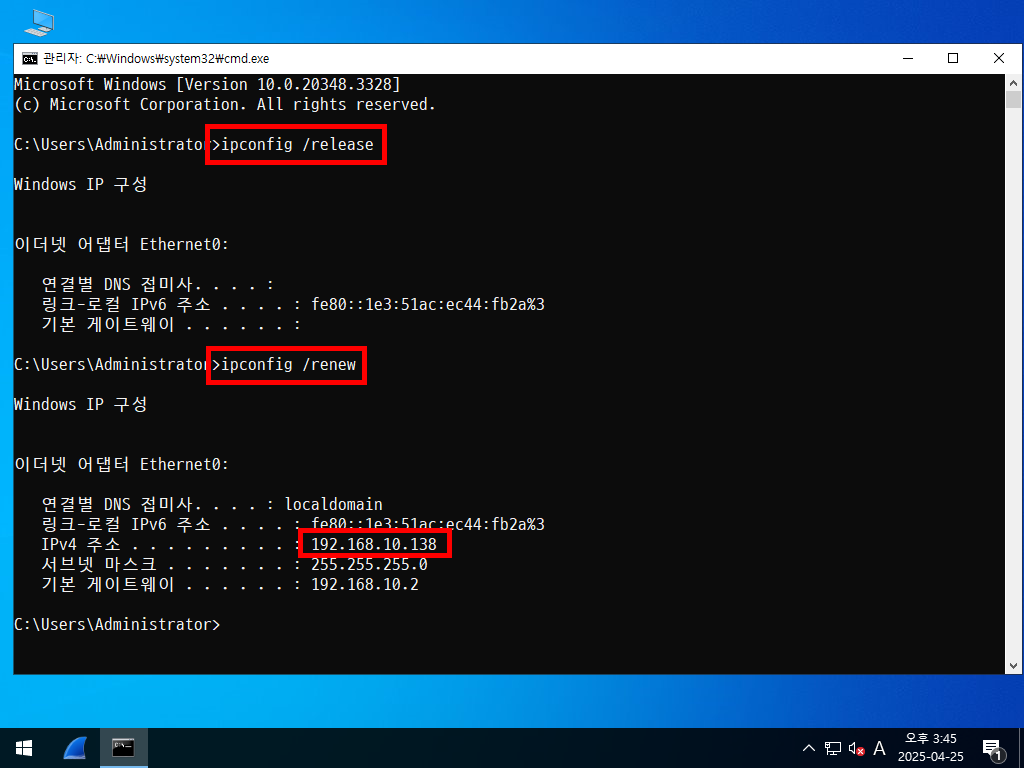 관리자: C:₩Windows₩system32₩cmd.exe
Microsoft Windows [Version 10.0.20348.3328]
(c) Microsoft Corporation. All rights reserved.
C:\Users\Administrator>ipconfig /release
Windows IP 구성
이더넷 어댑터 Ethernet0:
연결별 DNS 접미사. . . . :
링크-로컬 IPv6 주소 . . . . : fe80::1e3:51ac:ec44:fb2a%3
기본 게이트웨이 . . . . . . :
C:\Users\Administrator>ipconfig /renew
Windows IP 구성
이더넷 어댑터 Ethernet0:
연결별 DNS 접미사. . . . : localdomain
링크-로컬 IPv6 주소 . . . . : fe80::1e3:51ac:ec44:fb2a%3
IPv4 주소 . . . . . . . . . : 192.168.10.138
서브넷 마스크 . . . . . . . : 255.255.255.0
기본 게이트웨이 . . . . . . : 192.168.10.2
C:\Users\Administrator>
A
오후 3:45
2025-04-25
1